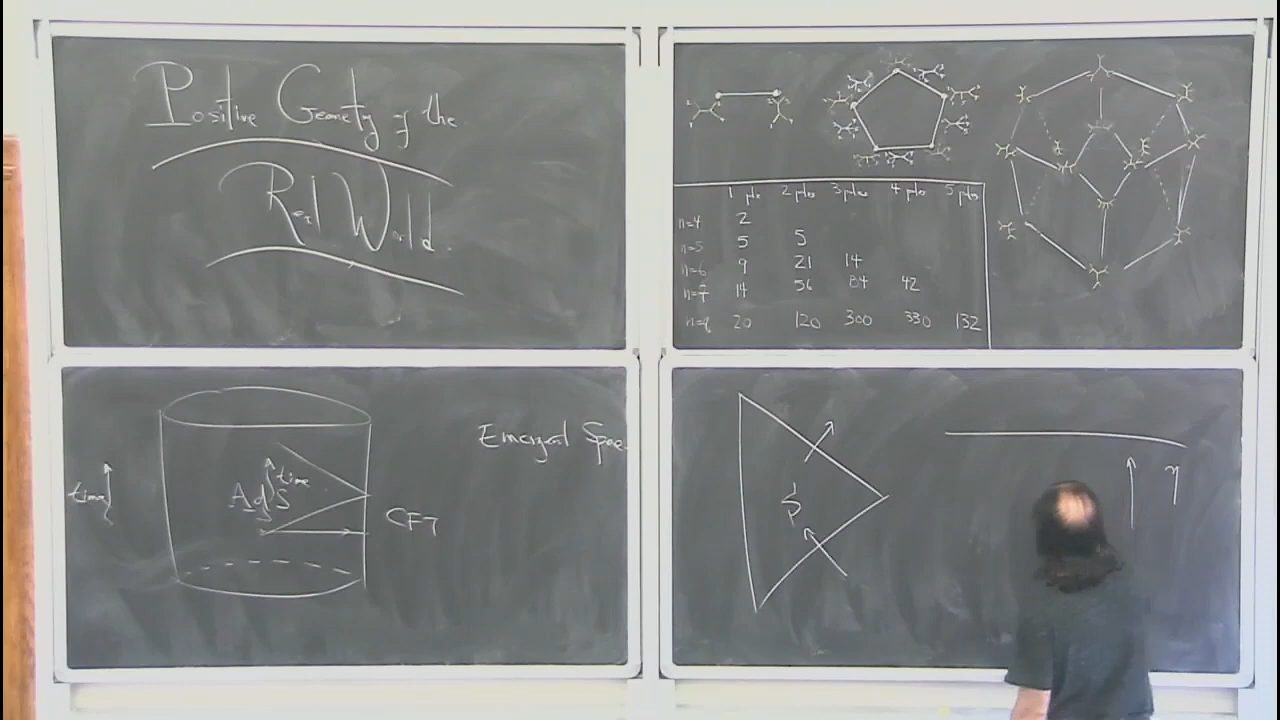 Positive Geometry of the
Real World
1 pole 2 poles 3 poles 4 poles 5 poles
n=4 2
n=5 5 5
n=6 9 21 14
n=7 14 56 84 42
n=8 20 120 300 330 132
time
AdS
time
CFT
Emergent Space
S
η